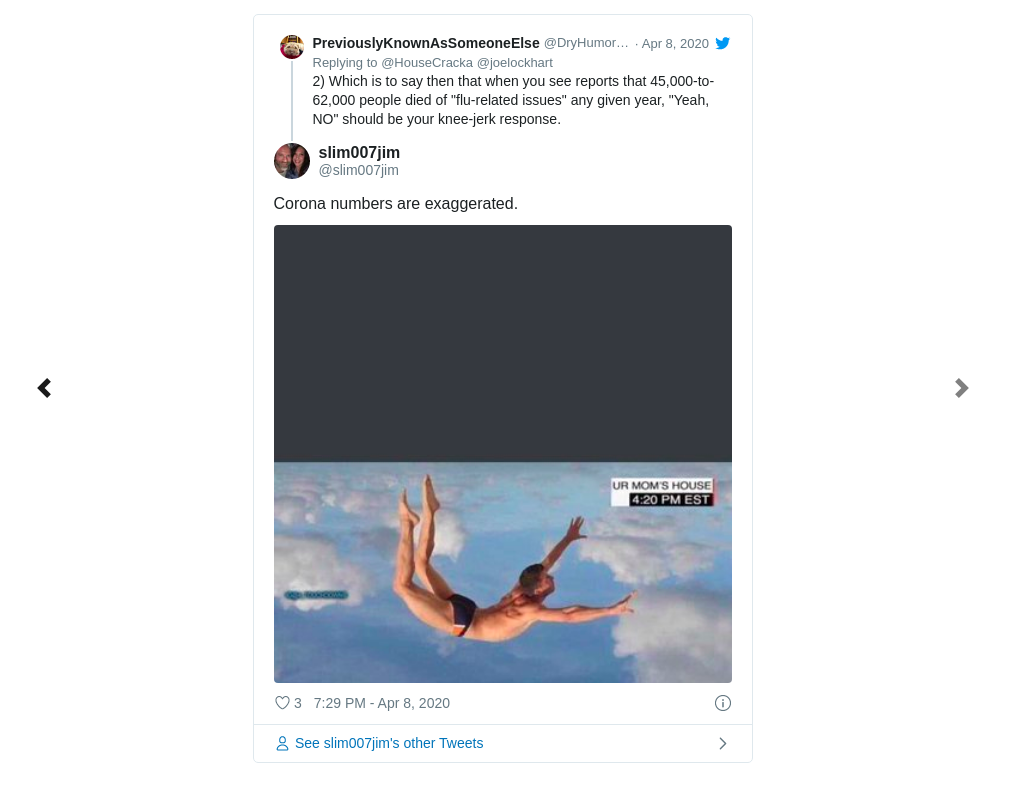 PreviouslyKnownAsSomeoneElse @DryHumor... · Apr 8, 2020
Replying to @HouseCracka @joelockhart
2) Which is to say then that when you see reports that 45,000-to-
62,000 people died of "flu-related issues" any given year, "Yeah,
NO" should be your knee-jerk response.
slim007jim
@slim007jim
Corona numbers are exaggerated.
UR MOM'S HOUSE
4:20 PM EST
3 7:29 PM - Apr 8, 2020
See slim007jim's other Tweets